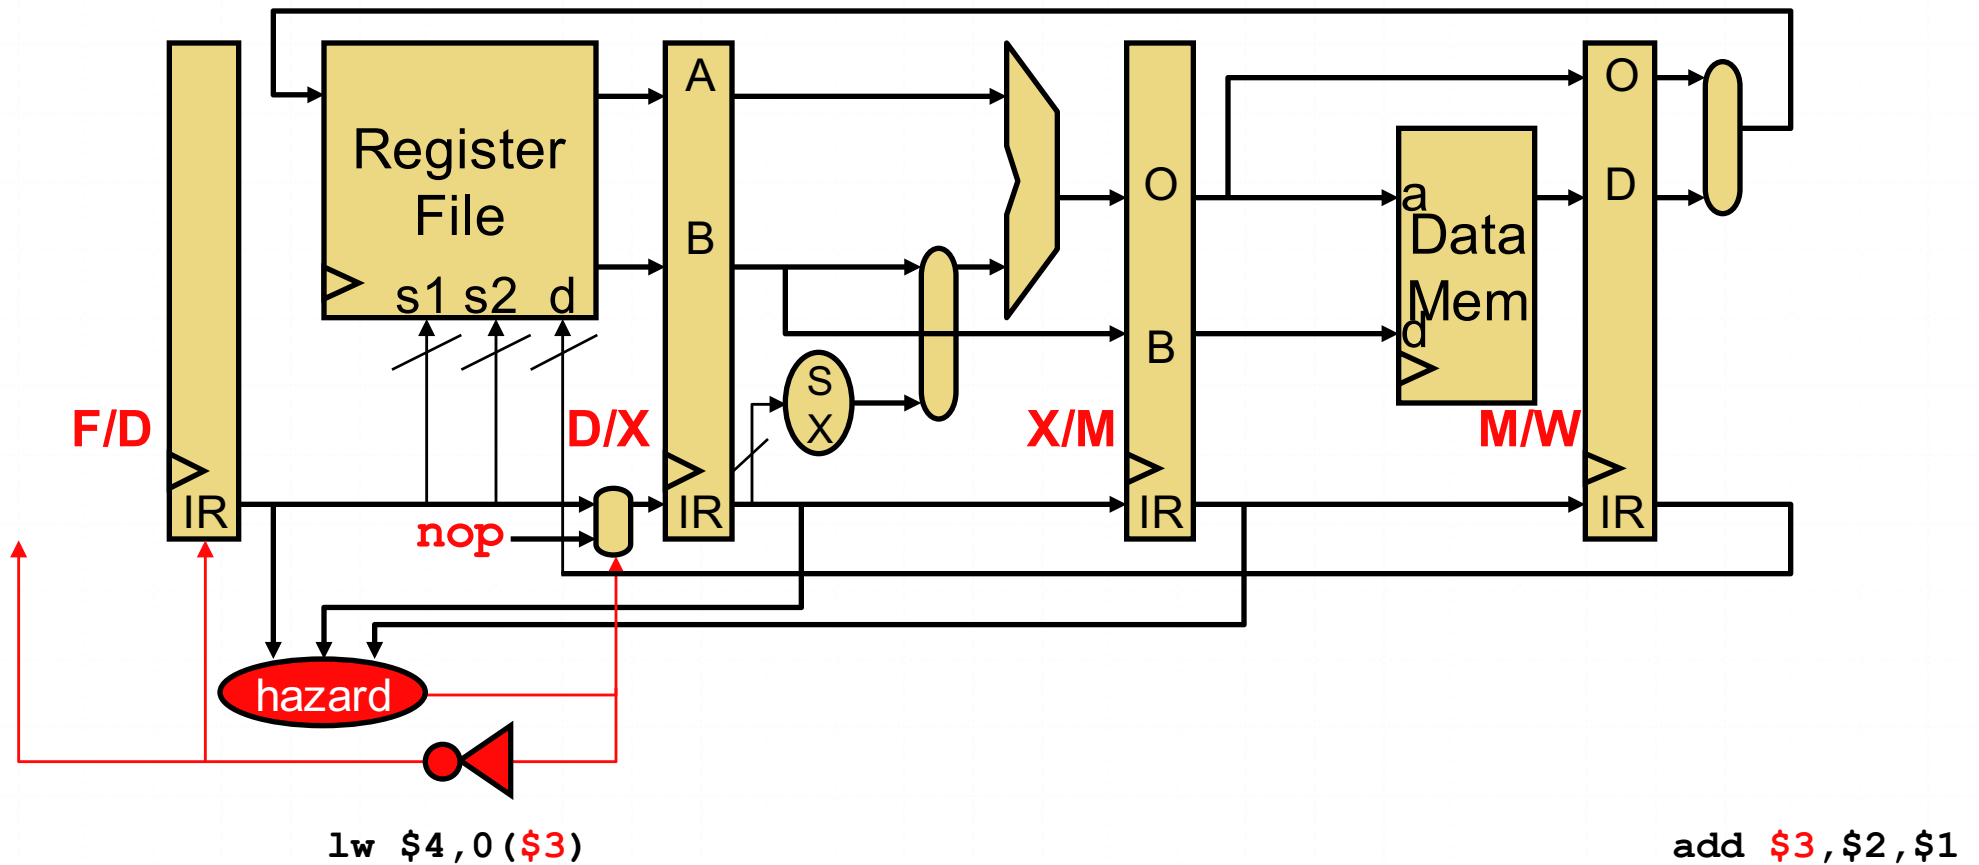 Register
File
s1 s2 d
A
B
S
X
O
B
a
Data
Mem
d
O
D
F/D
D/X
X/M
M/W
IR
nop
IR
IR
IR
hazard
lw $4,0($3)
add $3,$2,$1